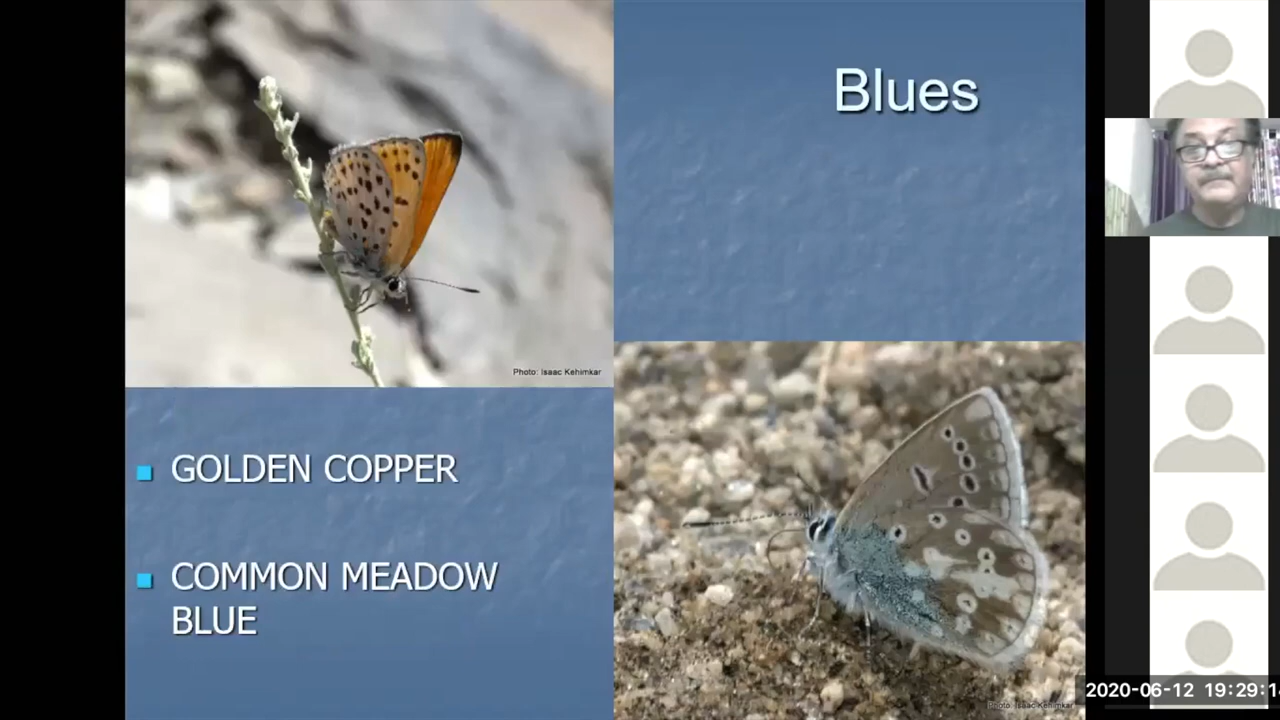 Blues
Photo: Isaac Kehimkar
GOLDEN COPPER
COMMON MEADOW
BLUE
Photo: Isaac Kehimkar
2020-06-12 19:29:1